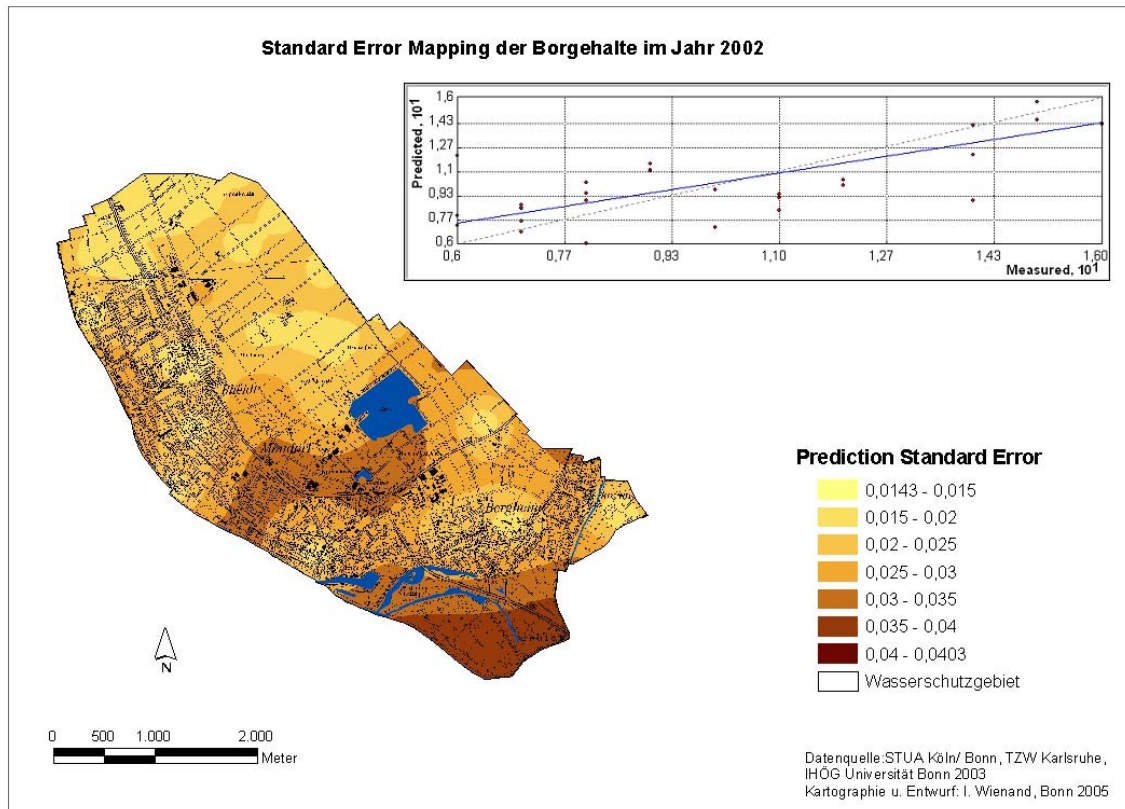 Standard Error Mapping der Borgehalte im Jahr 2002
Predicted, 10¹
1,6
1,43
1,27
1,1
0,93
0,77
0,6
0,6 0,77 0,93 1,10 1,27 1,43 1,60
Measured, 10¹
Rheidt
Mondorf
Bergheim
Prediction Standard Error
0,0143 - 0,015
0,015 - 0,02
0,02 - 0,025
0,025 - 0,03
0,03 - 0,035
0,035 - 0,04
0,04 - 0,0403
Wasserschutzgebiet
N
0 500 1.000 2.000
Meter
Datenquelle:STUA Köln/ Bonn, TZW Karlsruhe,
IHÖG Universität Bonn 2003
Kartographie u. Entwurf: I. Wienand, Bonn 2005